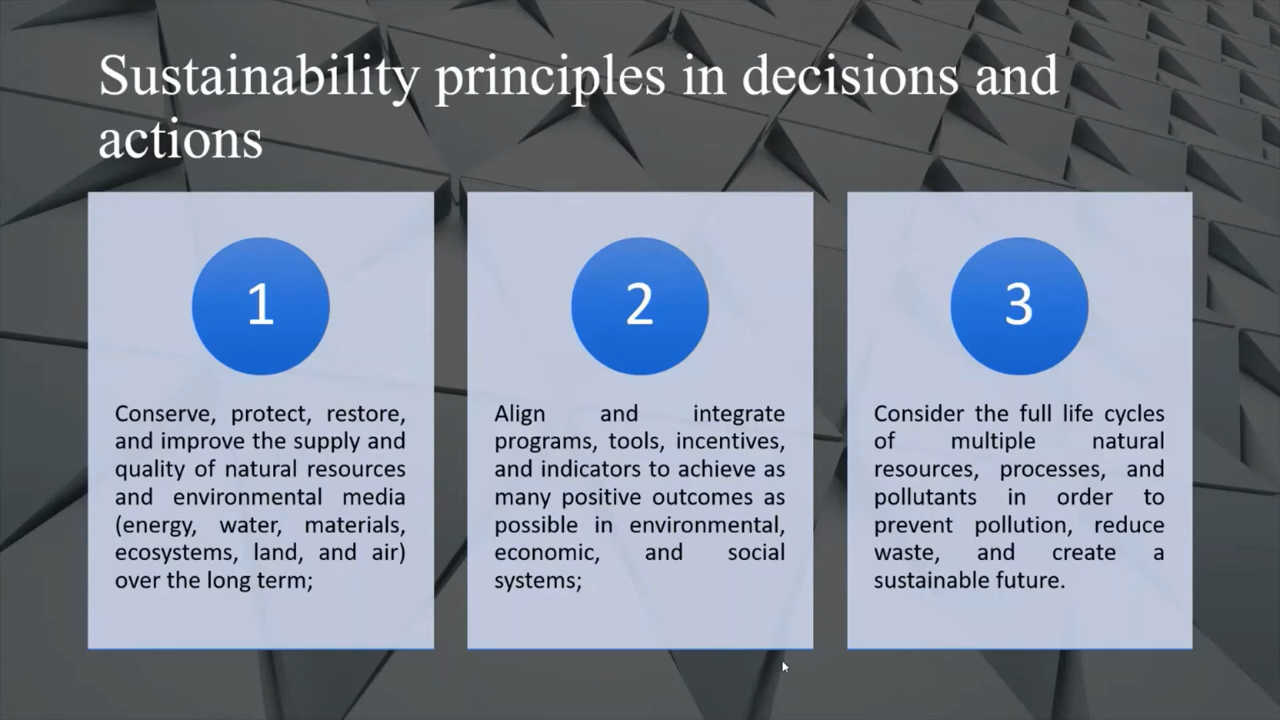 Sustainability principles in decisions and
actions
1
Conserve, protect, restore,
and improve the supply and
quality of natural resources
and environmental media
(energy, water, materials,
ecosystems, land, and air)
over the long term;
2
Align and integrate
programs, tools, incentives,
and indicators to achieve as
many positive outcomes as
possible in environmental,
economic, and social
systems;
3
Consider the full life cycles
of multiple natural
resources, processes, and
pollutants in order to
prevent pollution, reduce
waste, and create a
sustainable future.